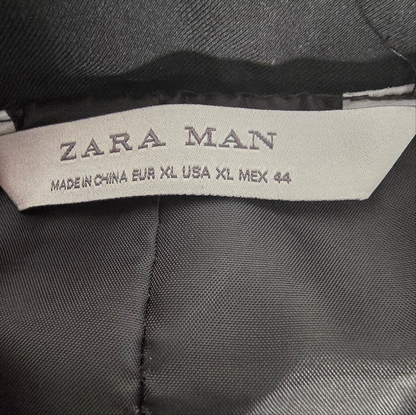 ZARA MAN
MADE IN CHINA EUR XL USA XL MEX 44